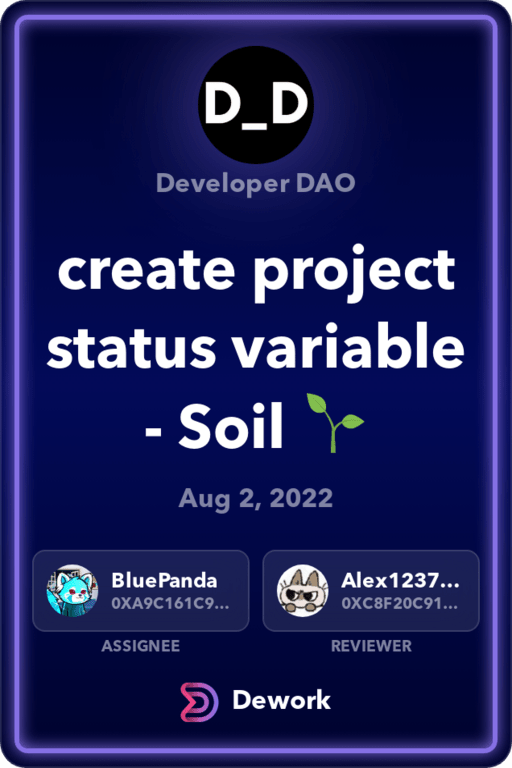 D_D
Developer DAO
create project
status variable
- Soil 🌱
Aug 2, 2022
BluePanda
0XA9C161C9...
ASSIGNEE
Alex1237...
0XC8F20C91...
REVIEWER
Dework